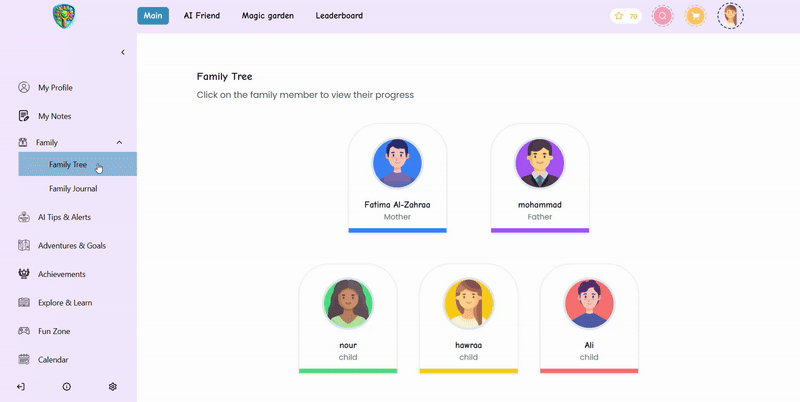 Main
AI Friend
Magic garden
Leaderboard
70
My Profile
My Notes
Family
Family Tree
Family Journal
AI Tips & Alerts
Adventures & Goals
Achievements
Explore & Learn
Fun Zone
Calendar
Family Tree
Click on the family member to view their progress
Fatima Al-Zahraa
Mother
mohammad
Father
nour
child
hawraa
child
Ali
child